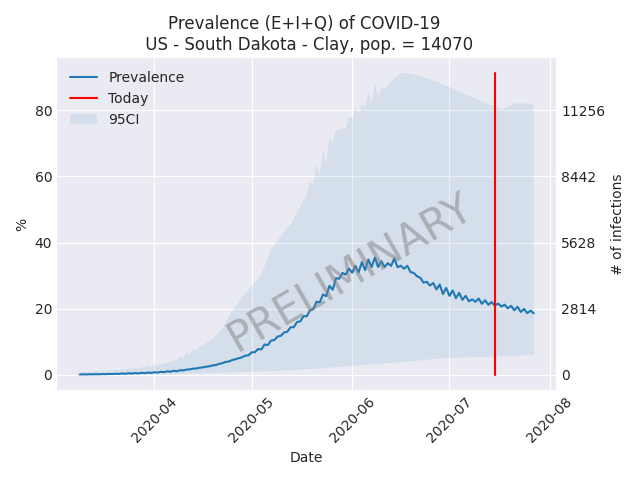 Prevalence (E+I+Q) of COVID-19
US - South Dakota - Clay, pop. = 14070
Prevalence
Today
95CI
80
60
40
20
0
%
11256
8442
5628
2814
0
# of infections
PRELIMINARY
2020-04
2020-05
2020-06
2020-07
2020-08
Date